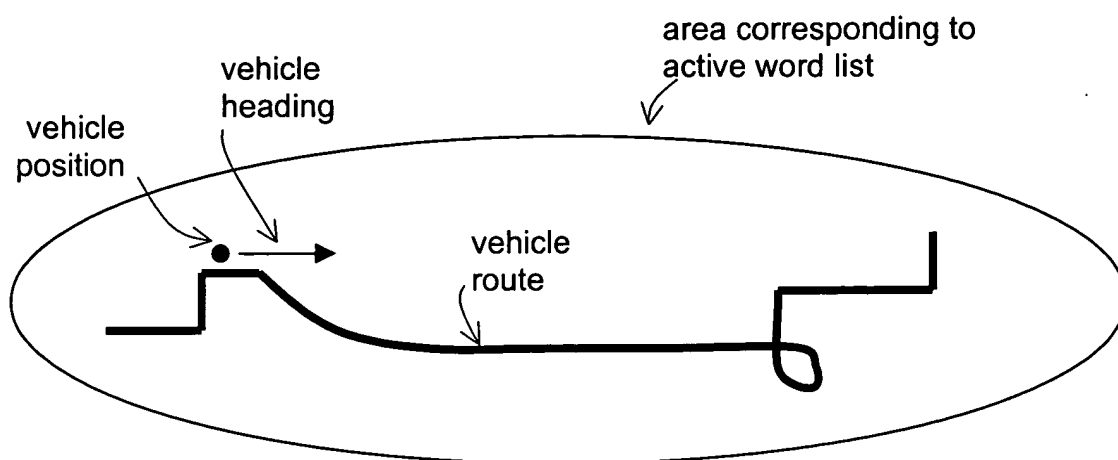 area corresponding to
active word list
vehicle
heading
vehicle
position
vehicle
route